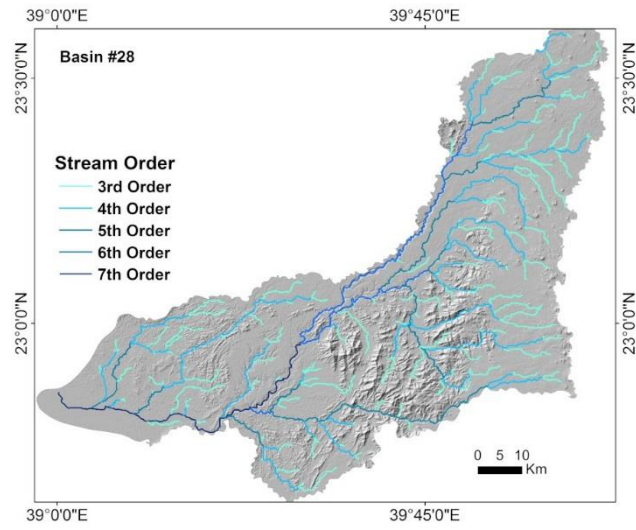 39°0'0"E 39°45'0"E
Basin #28
23°30'0"N 23°30'0"N
Stream Order
3rd Order
4th Order
5th Order
6th Order
7th Order
23°0'0"N 23°0'0"N
0 5 10
Km
39°0'0"E 39°45'0"E